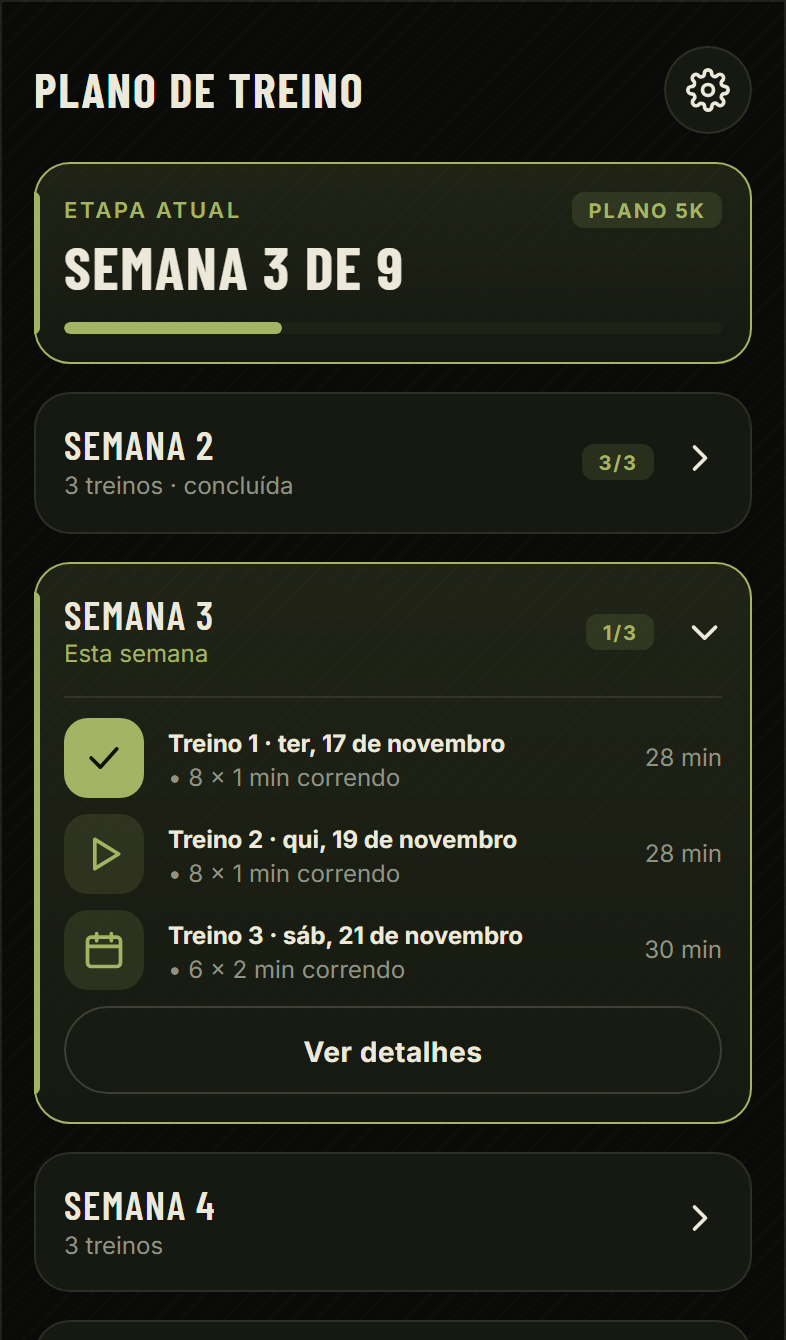 PLANO DE TREINO
ETAPA ATUAL
PLANO 5K
SEMANA 3 DE 9
SEMANA 2
3 treinos · concluída
3/3
SEMANA 3
Esta semana
1/3
Treino 1 · ter, 17 de novembro
• 8 × 1 min correndo
28 min
Treino 2 · qui, 19 de novembro
• 8 × 1 min correndo
28 min
Treino 3 · sáb, 21 de novembro
• 6 × 2 min correndo
30 min
Ver detalhes
SEMANA 4
3 treinos